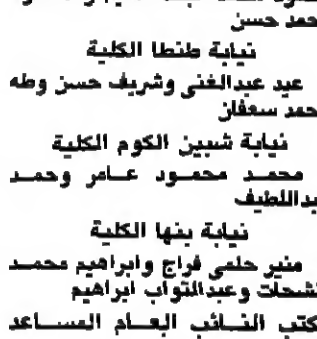 حمد حسن
نيابة طنطا الكلية
عيد عبدالغنى وشريف حسن وطه
حمد سعفان
نيابة شبين الكوم الكلية
محمد محمود عامر وحمد
بداللطيف
نيابة بنها الكلية
منير حلمى فراج وابراهيم محمد
لشحات وعبدالتواب ابراهيم
كتب النائب العام المساعد